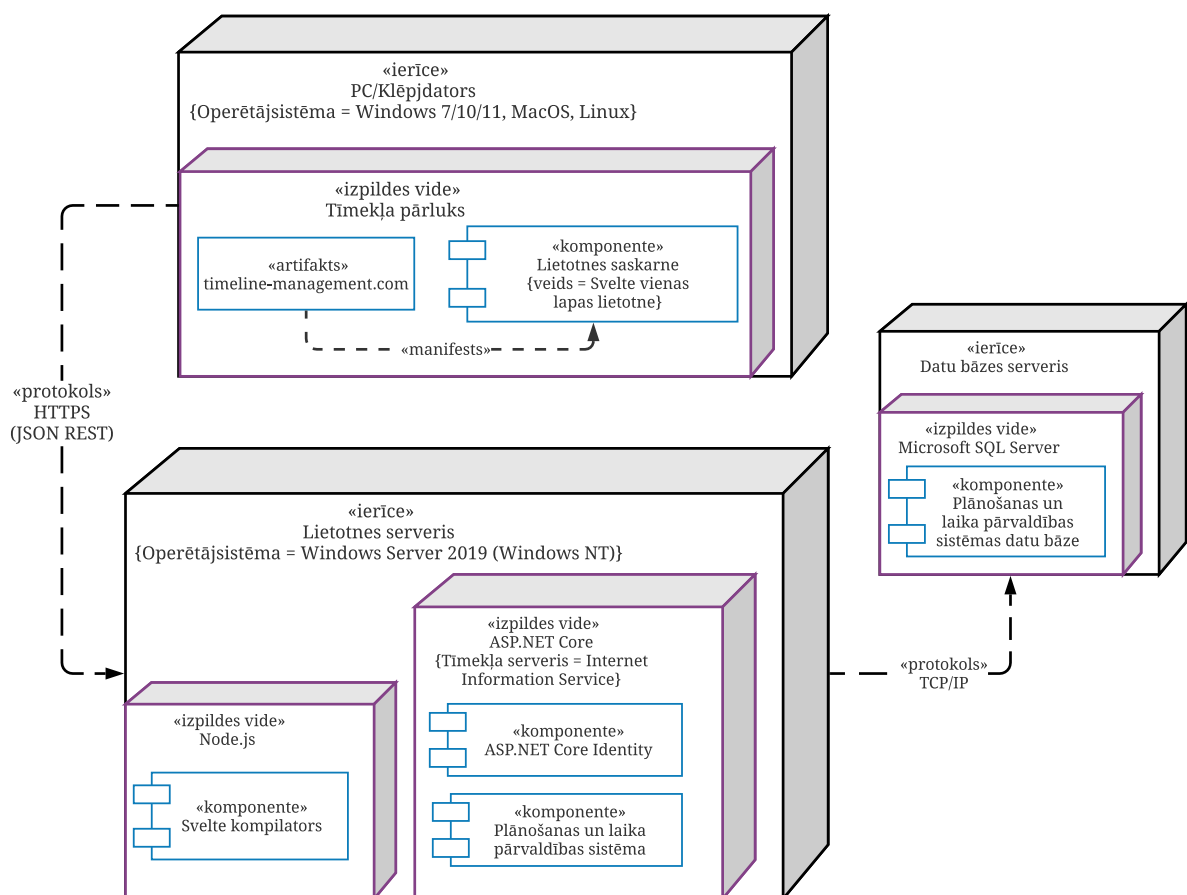 «ierīce»
PC/Klēpjdators
{Operētājsistēma = Windows 7/10/11, MacOS, Linux}
«izpildes vide»
Tīmekļa pārluks
«artifakts»
timeline-management.com
«komponente»
Lietotnes saskarne
{veids = Svelte vienas
lapas lietotne}
«manifests»
«protokols»
HTTPS
(JSON REST)
«ierīce»
Datu bāzes serveris
«izpildes vide»
Microsoft SQL Server
«komponente»
Plānošanas un
laika pārvaldības
sistēmas datu bāze
«ierīce»
Lietotnes serveris
{Operētājsistēma = Windows Server 2019 (Windows NT)}
«izpildes vide»
ASP.NET Core
{Tīmekļa serveris = Internet
Information Service}
«komponente»
ASP.NET Core Identity
«komponente»
Plānošanas un laika
pārvaldības sistēma
«izpildes vide»
Node.js
«komponente»
Svelte kompilators
«protokols»
TCP/IP